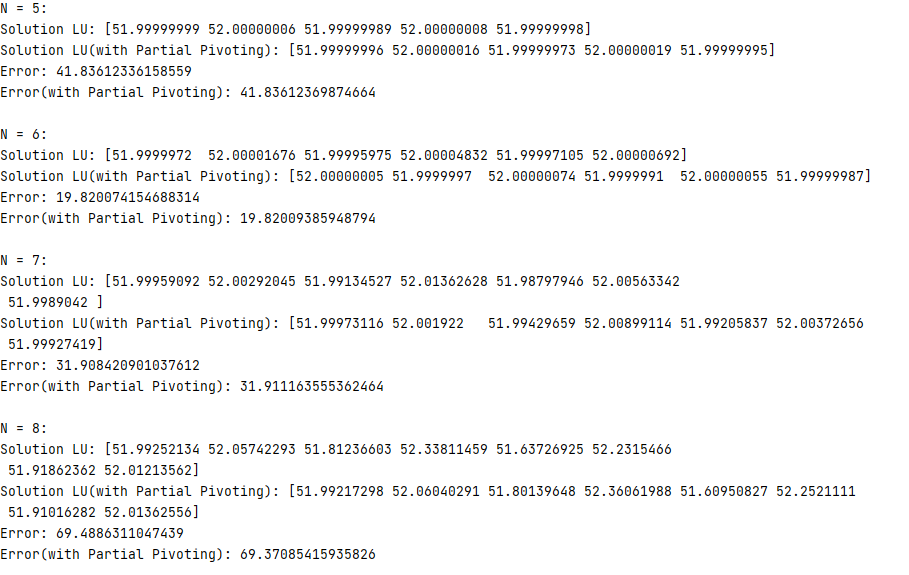 N = 5:
Solution LU: [51.99999999 52.00000006 51.99999989 52.00000008 51.99999998]
Solution LU(with Partial Pivoting): [51.99999996 52.00000016 51.99999973 52.00000019 51.99999995]
Error: 41.83612336158559
Error(with Partial Pivoting): 41.83612369874664
N = 6:
Solution LU: [51.9999972  52.00001676 51.99995975 52.00004832 51.99997105 52.00000692]
Solution LU(with Partial Pivoting): [52.00000005 51.9999997  52.00000074 51.9999991  52.00000055 51.99999987]
Error: 19.820074154688314
Error(with Partial Pivoting): 19.82009385948794
N = 7:
Solution LU: [51.99959092 52.00292045 51.99134527 52.01362628 51.98797946 52.00563342
 51.9989042 ]
Solution LU(with Partial Pivoting): [51.99973116 52.001922   51.99429659 52.00899114 51.99205837 52.00372656
 51.99927419]
Error: 31.908420901037612
Error(with Partial Pivoting): 31.911163555362464
N = 8:
Solution LU: [51.99252134 52.05742293 51.81236603 52.33811459 51.63726925 52.2315466
 51.91862362 52.01213562]
Solution LU(with Partial Pivoting): [51.99217298 52.06040291 51.80139648 52.36061988 51.60950827 52.2521111
 51.91016282 52.01362556]
Error: 69.4886311047439
Error(with Partial Pivoting): 69.37085415935826